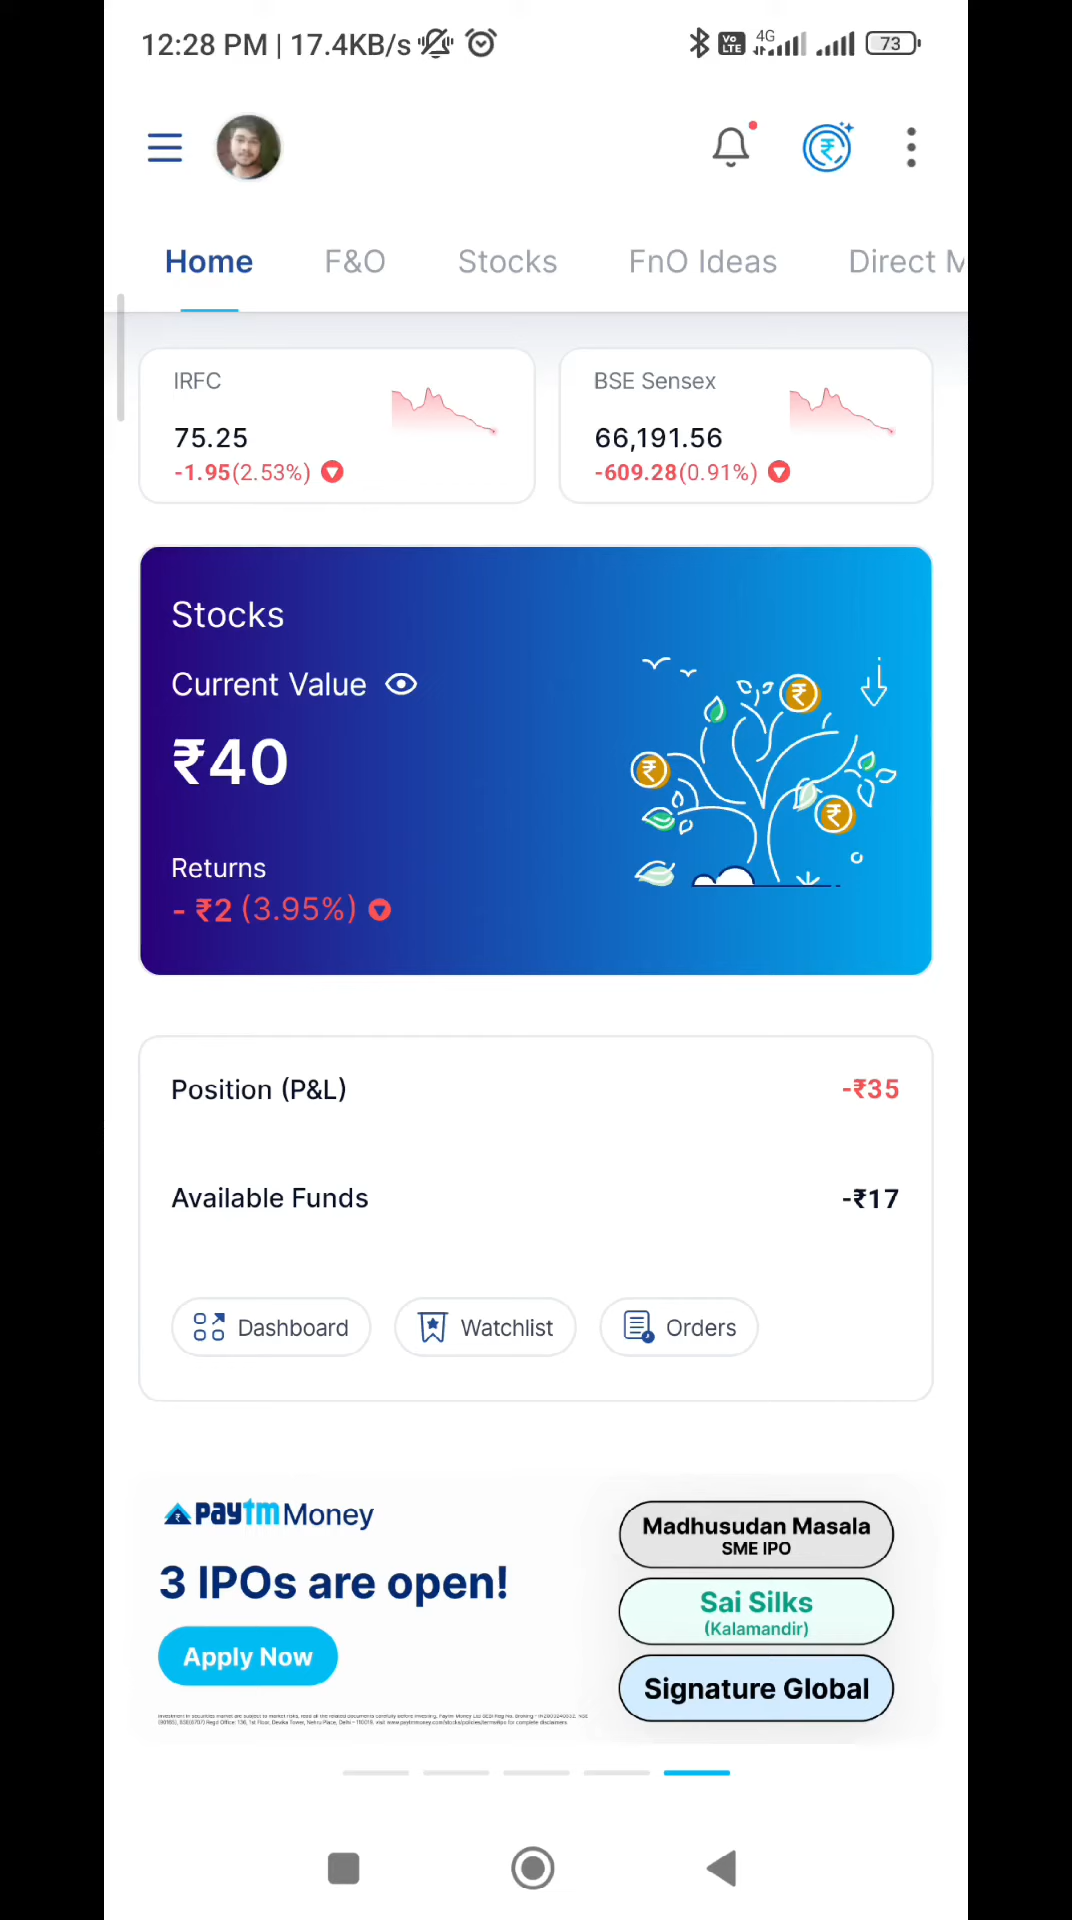 12:28 PM | 17.4KB/s Vo LTE 4G 73
Home F&O Stocks FnO Ideas Direct M
IRFC
75.25
-1.95(2.53%)
BSE Sensex
66,191.56
-609.28(0.91%)
Stocks
Current Value
₹40
Returns
- ₹2 (3.95%)
Position (P&L) -₹35
Available Funds -₹17
Dashboard Watchlist Orders
paytm Money
3 IPOs are open!
Apply Now
Madhusudan Masala
SME IPO
Sai Silks
(Kalamandir)
Signature Global